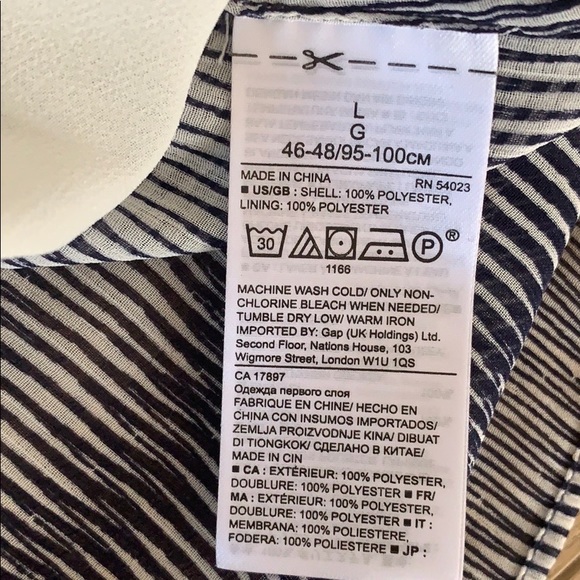 L
G
46-48/95-100CM
MADE IN CHINA RN 54023
■ US/GB : SHELL: 100% POLYESTER,
LINING: 100% POLYESTER
30 P ®
1166
MACHINE WASH COLD/ ONLY NON-
CHLORINE BLEACH WHEN NEEDED/
TUMBLE DRY LOW/ WARM IRON
IMPORTED BY: Gap (UK Holdings) Ltd.
Second Floor, Nations House, 103
Wigmore Street, London W1U 1QS
CA 17897
Одежда первого слоя
FABRIQUÉ EN CHINE/ HECHO EN
CHINA CON INSUMOS IMPORTADOS/
ZEMLJA PROIZVODNJE KINA/ DIBUAT
DI TIONGKOK/ СДЕЛАНО В КИТАЕ/
MADE IN CIN
■ CA : EXTÉRIEUR: 100% POLYESTER,
DOUBLURE: 100% POLYESTER ■ FR/
MA : EXTÉRIEUR: 100% POLYESTER,
DOUBLURE: 100% POLYESTER ■ IT :
MEMBRANA: 100% POLIESTERE,
FODERA: 100% POLIESTERE ■ JP :